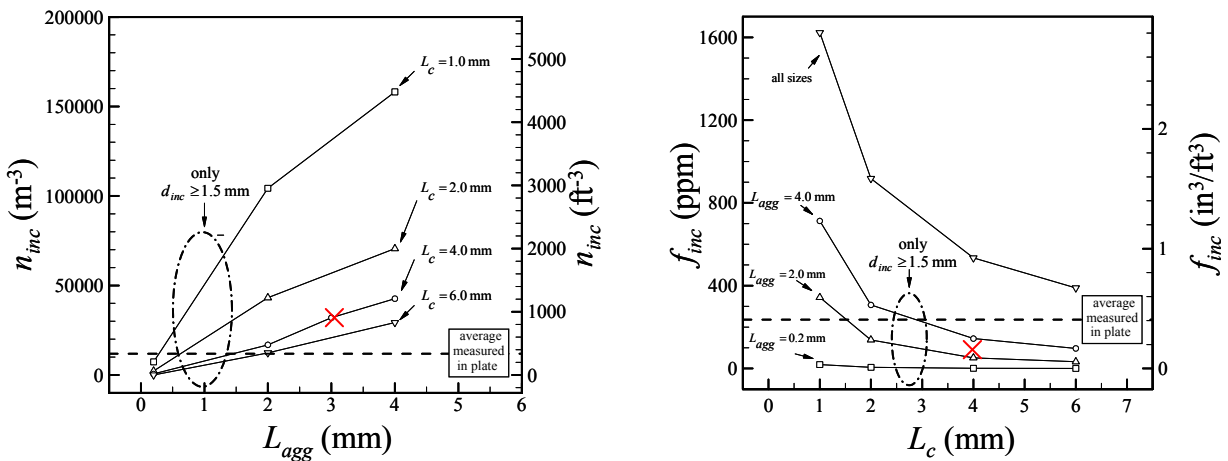 200000
150000
100000
50000
0
n_inc (m^-3)
5000
4000
3000
2000
1000
0
n_inc (ft^-3)
L_c = 1.0 mm
only
d_inc ≥ 1.5 mm
L_c = 2.0 mm
L_c = 4.0 mm
L_c = 6.0 mm
average
measured
in plate
0 1 2 3 4 5 6
L_agg (mm)
1600
1200
800
400
0
f_inc (ppm)
2
1
0
f_inc (in^3/ft^3)
all sizes
L_agg = 4.0 mm
only
d_inc ≥ 1.5 mm
L_agg = 2.0 mm
average
measured
in plate
L_agg = 0.2 mm
0 1 2 3 4 5 6 7
L_c (mm)